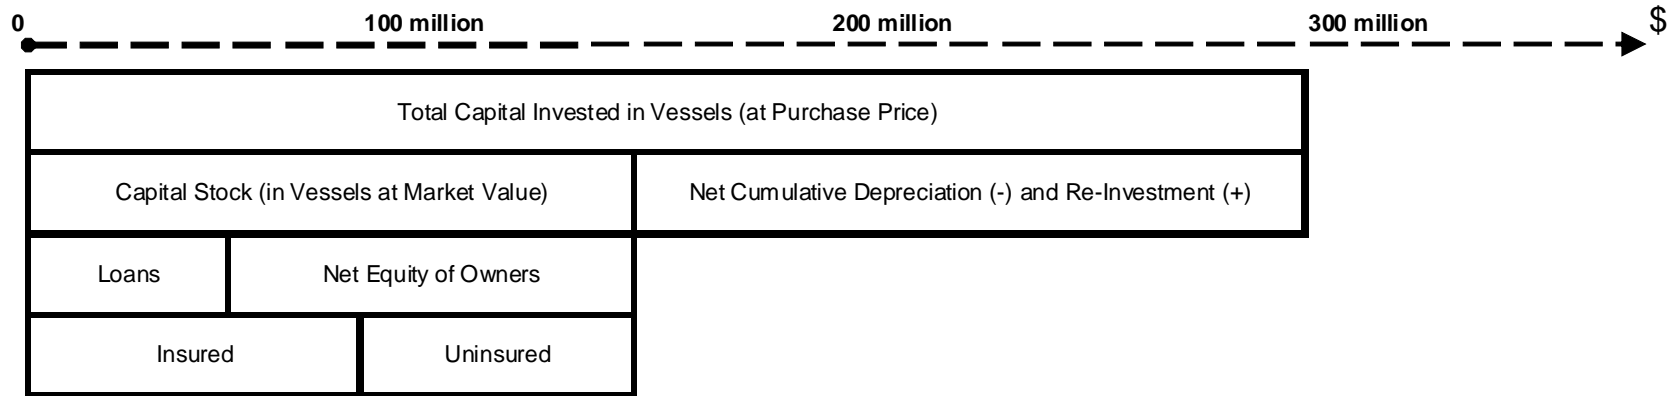 0 100 million 200 million 300 million $
Total Capital Invested in Vessels (at Purchase Price)
Capital Stock (in Vessels at Market Value) Net Cumulative Depreciation (-) and Re-Investment (+)
Loans Net Equity of Owners
Insured Uninsured